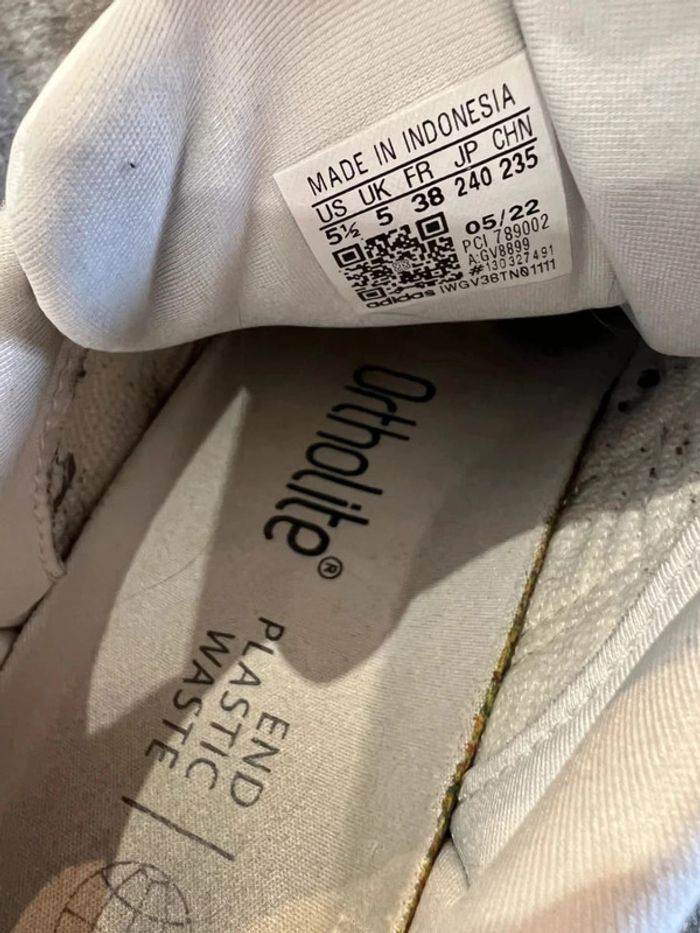 MADE IN INDONESIA
US UK FR JP CHN
5½ 5 38 240 235
05/22
PCI 789002
A:GV8899
#130327491
adidas IWGV38TN01111
Ortholite®
END
PLASTIC
WASTE